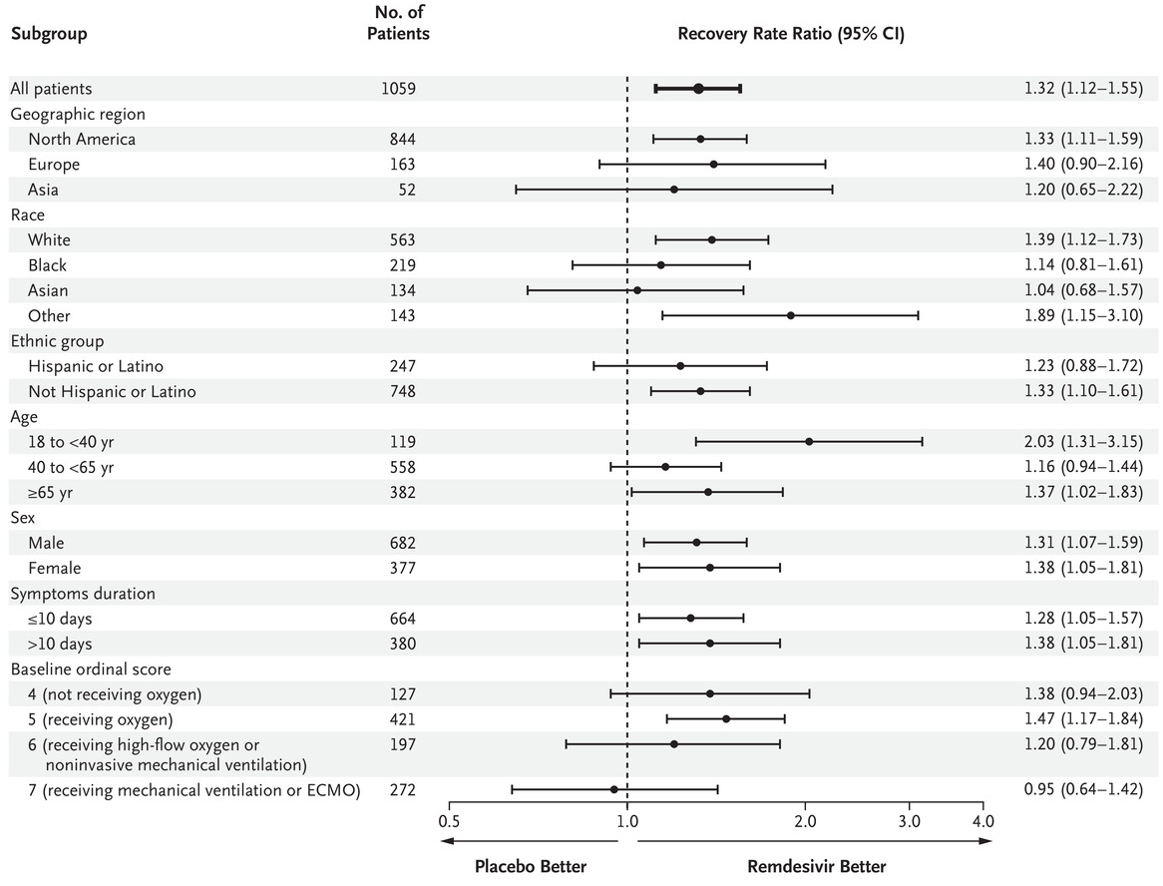 Subgroup No. of Patients Recovery Rate Ratio (95% CI)
All patients 1059 1.32 (1.12–1.55)
Geographic region
North America 844 1.33 (1.11–1.59)
Europe 163 1.40 (0.90–2.16)
Asia 52 1.20 (0.65–2.22)
Race
White 563 1.39 (1.12–1.73)
Black 219 1.14 (0.81–1.61)
Asian 134 1.04 (0.68–1.57)
Other 143 1.89 (1.15–3.10)
Ethnic group
Hispanic or Latino 247 1.23 (0.88–1.72)
Not Hispanic or Latino 748 1.33 (1.10–1.61)
Age
18 to <40 yr 119 2.03 (1.31–3.15)
40 to <65 yr 558 1.16 (0.94–1.44)
≥65 yr 382 1.37 (1.02–1.83)
Sex
Male 682 1.31 (1.07–1.59)
Female 377 1.38 (1.05–1.81)
Symptoms duration
≤10 days 664 1.28 (1.05–1.57)
>10 days 380 1.38 (1.05–1.81)
Baseline ordinal score
4 (not receiving oxygen) 127 1.38 (0.94–2.03)
5 (receiving oxygen) 421 1.47 (1.17–1.84)
6 (receiving high-flow oxygen or 197 1.20 (0.79–1.81)
noninvasive mechanical ventilation)
7 (receiving mechanical ventilation or ECMO) 272 0.95 (0.64–1.42)
0.5 1.0 2.0 3.0 4.0
Placebo Better Remdesivir Better